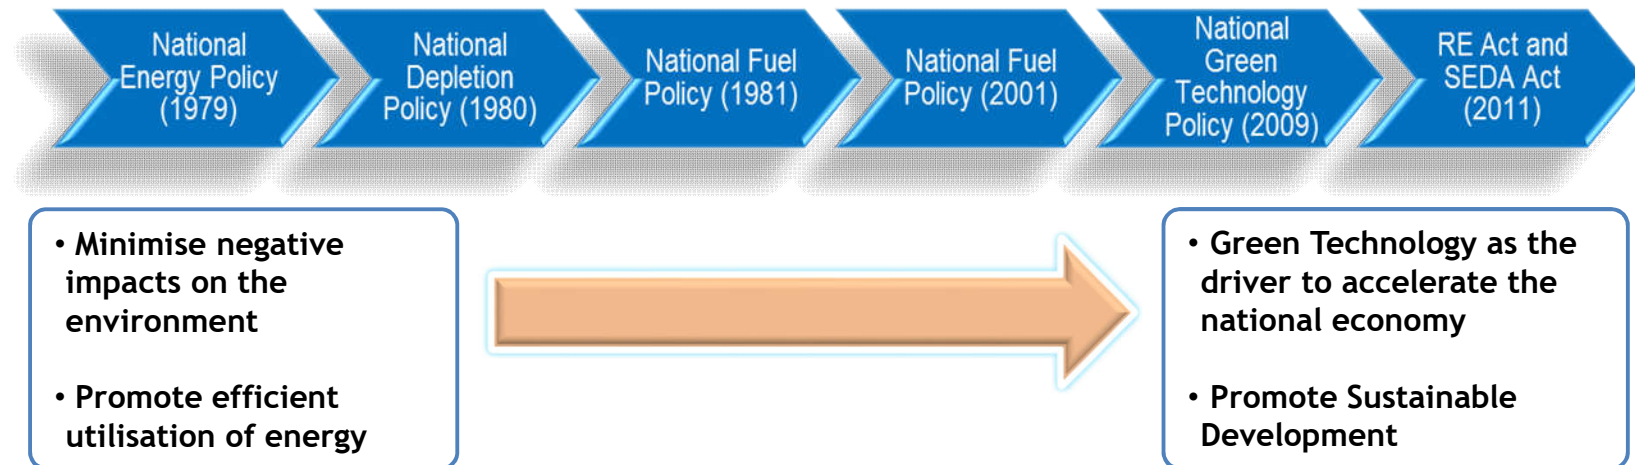 National
Energy Policy
(1979)
National
Depletion
Policy (1980)
National Fuel
Policy (1981)
National Fuel
Policy (2001)
National
Green
Technology
Policy (2009)
RE Act and
SEDA Act
(2011)
• Minimise negative
impacts on the
environment
• Promote efficient
utilisation of energy
• Green Technology as the
driver to accelerate the
national economy
• Promote Sustainable
Development